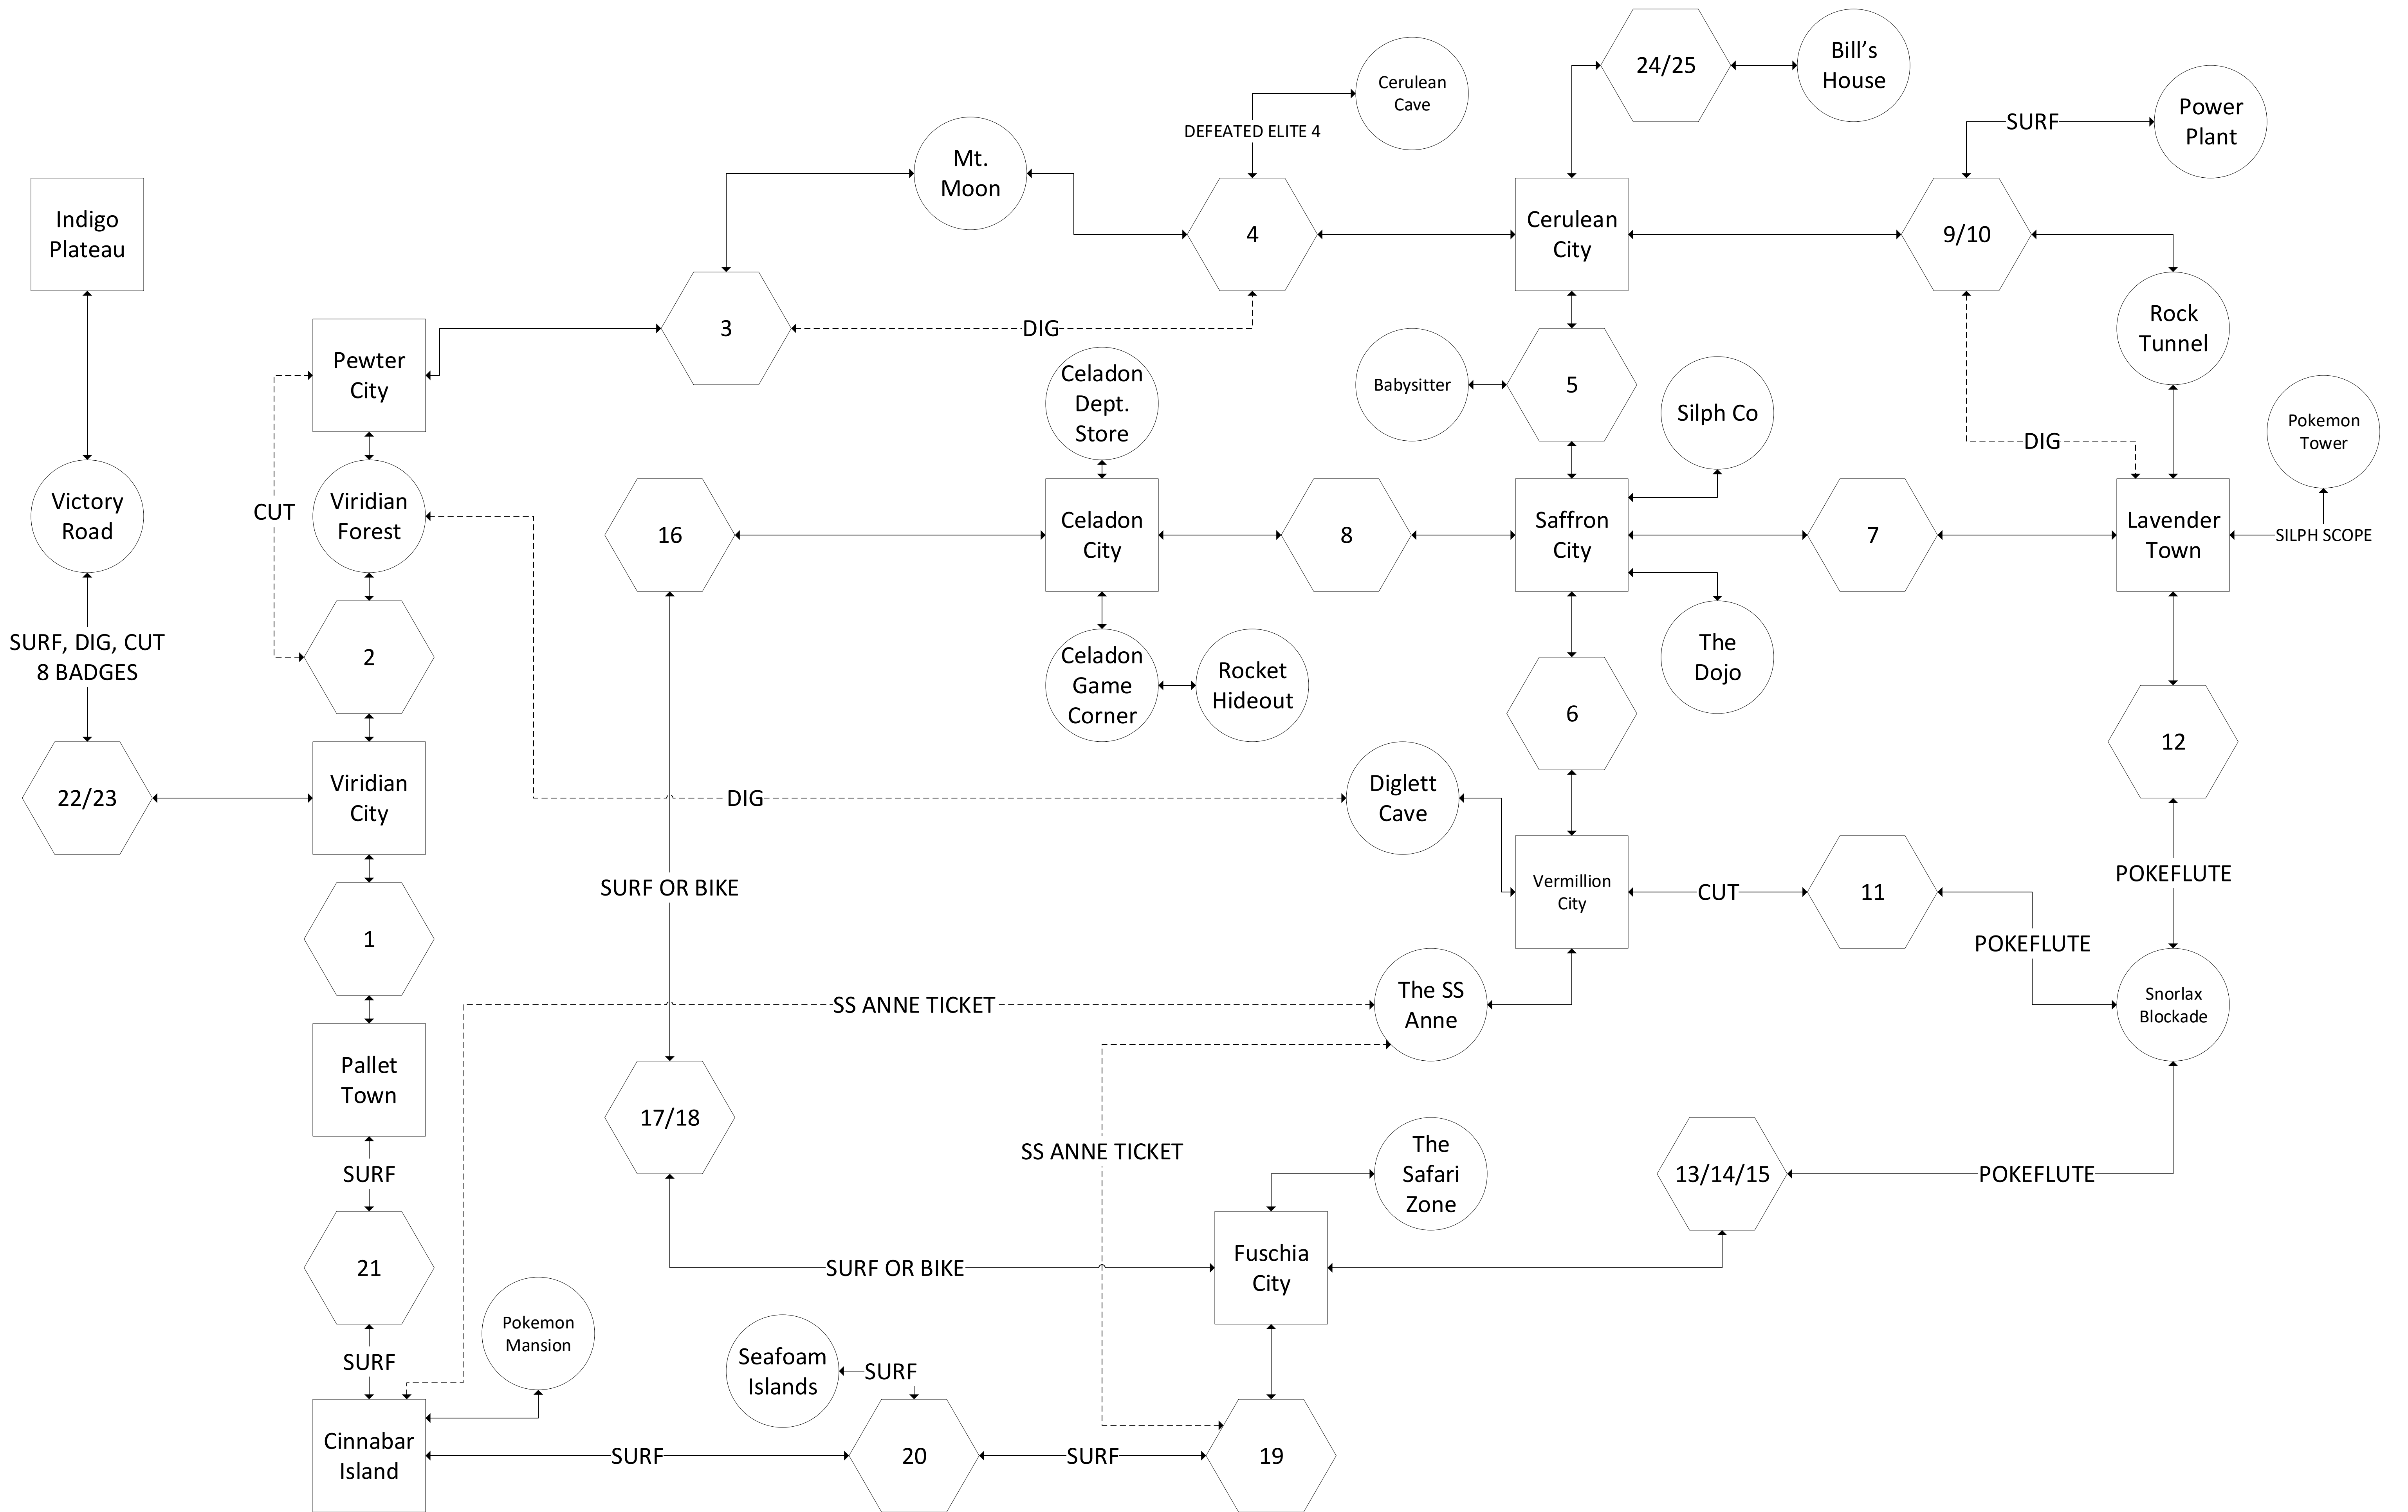 24/25
Bill's
House
Cerulean
Cave
Power
Plant
SURF
DEFEATED ELITE 4
Mt.
Moon
Indigo
Plateau
4
Cerulean
City
9/10
3
DIG
Rock
Tunnel
Pewter
City
Celadon
Dept.
Store
Babysitter
5
Silph Co
Pokemon
Tower
DIG
CUT
Victory
Road
Viridian
Forest
16
Celadon
City
8
Saffron
City
7
Lavender
Town
SILPH SCOPE
SURF, DIG, CUT
8 BADGES
2
Celadon
Game
Corner
Rocket
Hideout
The
Dojo
6
12
22/23
Viridian
City
DIG
Diglett
Cave
POKEFLUTE
SURF OR BIKE
Vermillion
City
CUT
11
POKEFLUTE
1
SS ANNE TICKET
The SS
Anne
Snorlax
Blockade
Pallet
Town
17/18
SS ANNE TICKET
The
Safari
Zone
13/14/15
POKEFLUTE
SURF
21
SURF OR BIKE
Fuschia
City
Pokemon
Mansion
SURF
Seafoam
Islands
SURF
Cinnabar
Island
SURF
20
SURF
19